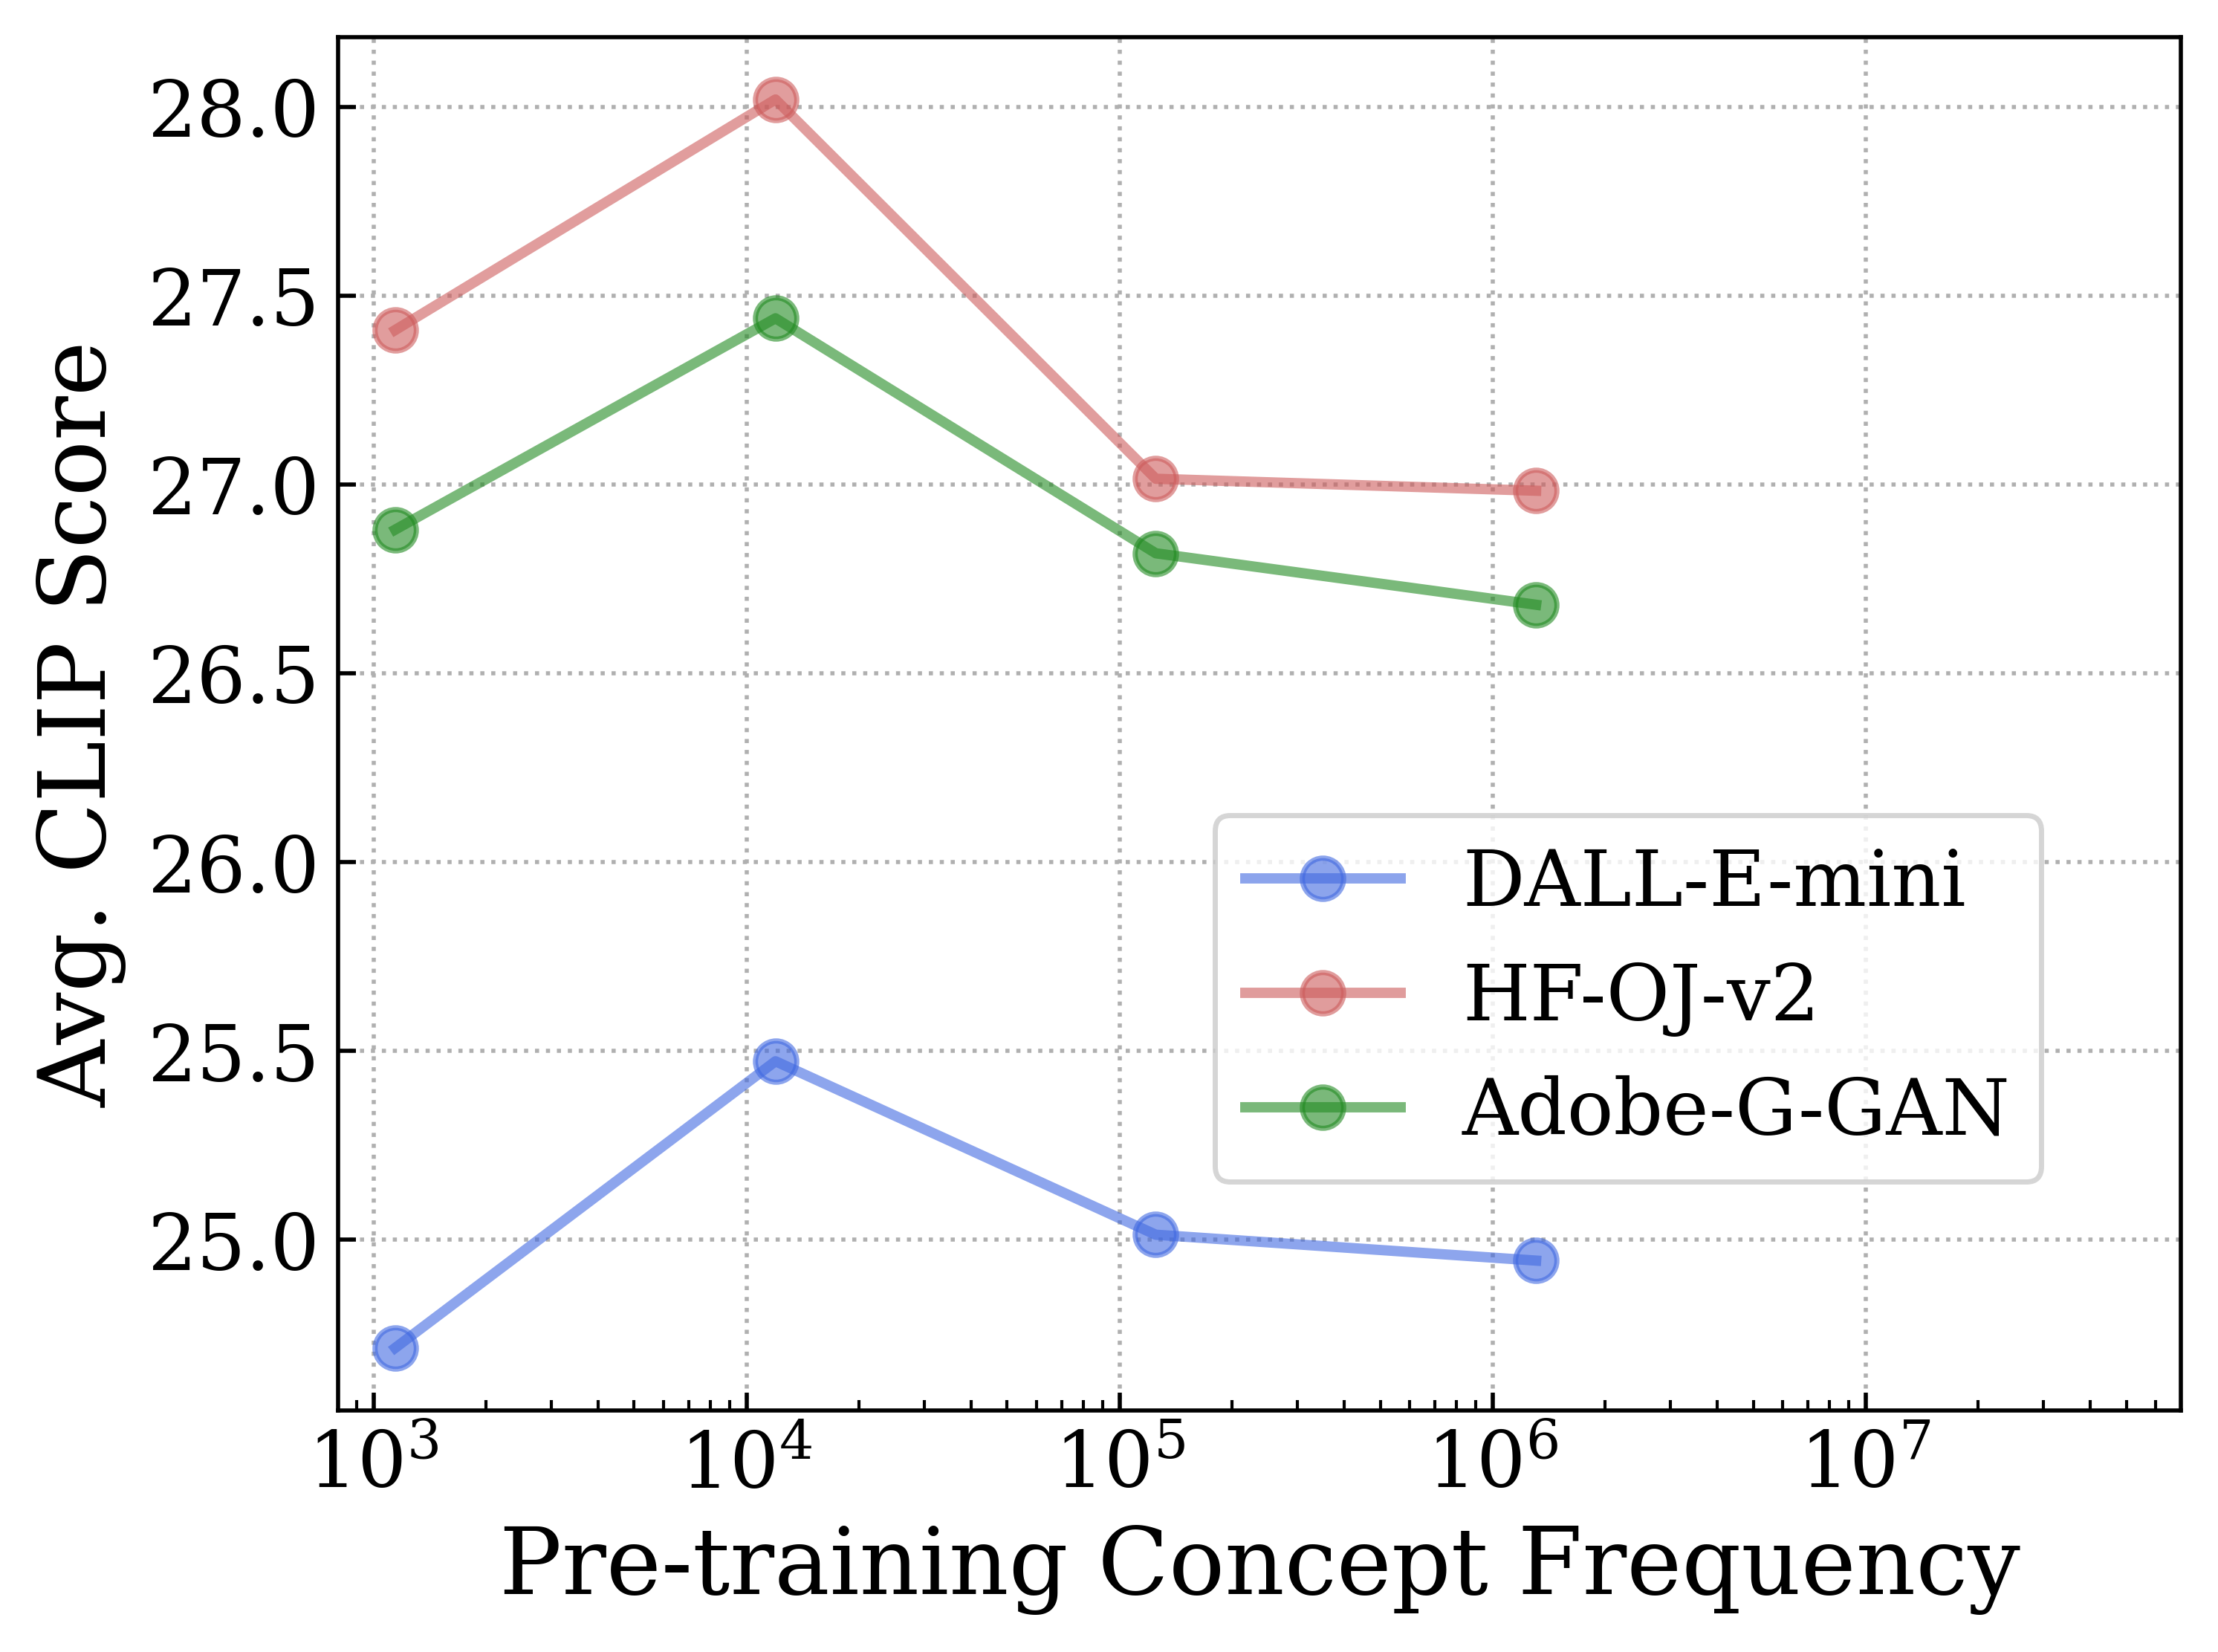 28.0
27.5
27.0
26.5
26.0
25.5
25.0
Avg. CLIP Score
DALL-E-mini
HF-OJ-v2
Adobe-G-GAN
10³ 10⁴ 10⁵ 10⁶ 10⁷
Pre-training Concept Frequency